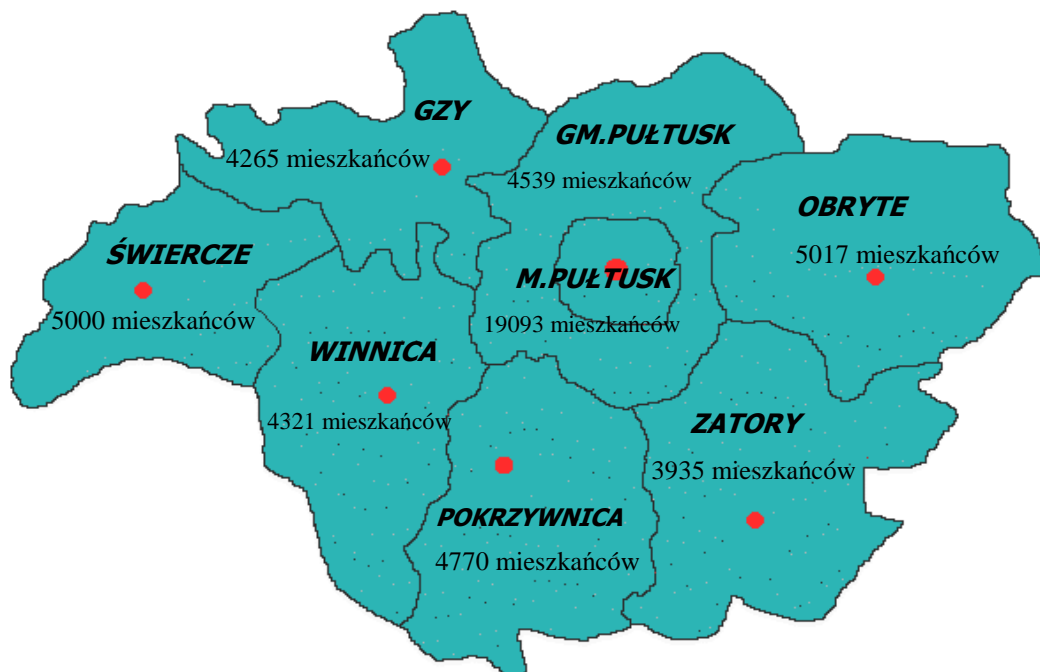 GZY
4265 mieszkańców
GM.PUŁTUSK
4539 mieszkańców
OBRYTE
5017 mieszkańców
ŚWIERCZE
5000 mieszkańców
M.PUŁTUSK
19093 mieszkańców
WINNICA
4321 mieszkańców
ZATORY
3935 mieszkańców
POKRZYWNICA
4770 mieszkańców